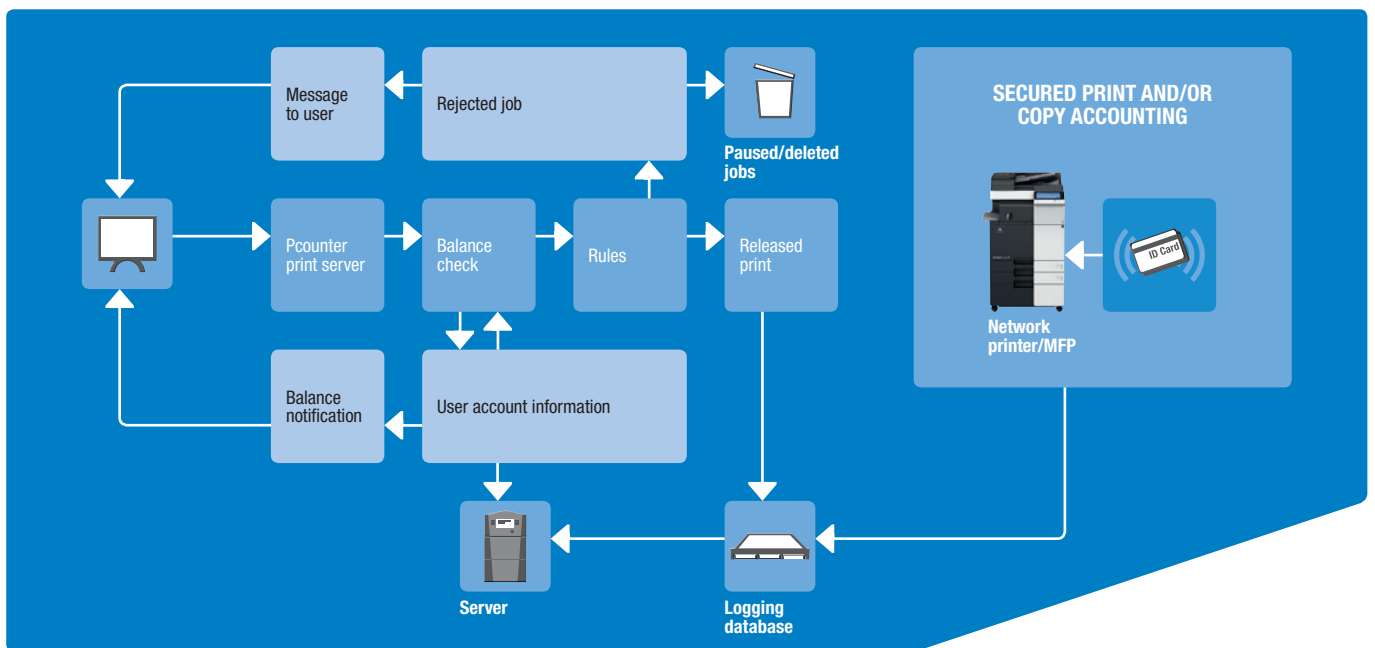 Message
to user
Rejected job
Paused/deleted
jobs
SECURED PRINT AND/OR
COPY ACCOUNTING
Pcounter
print server
Balance
check
Rules
Released
print
ID Card
Network
printer/MFP
Balance
notification
User account information
Server
Logging
database